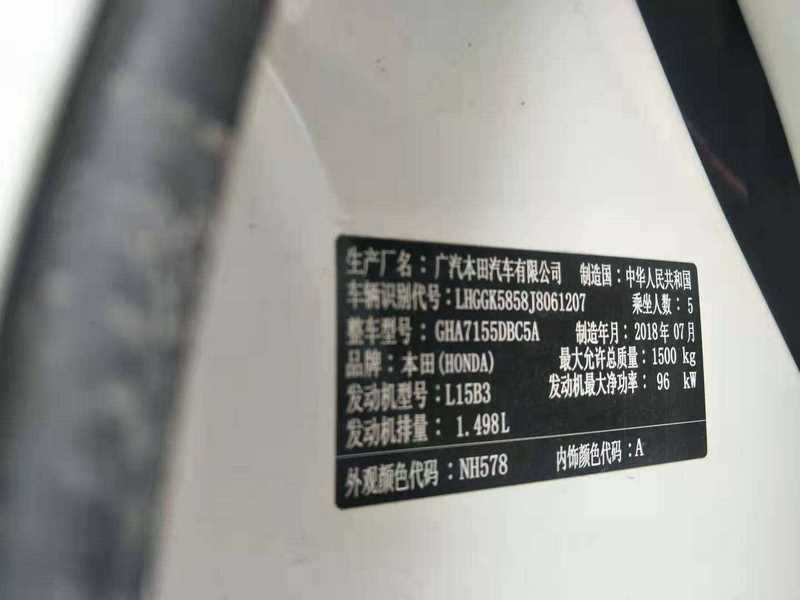 生产厂名：广汽本田汽车有限公司 制造国：中华人民共和国
车辆识别代号：LHGGK5858J8061207 乘坐人数：5
整车型号：GHA7155DBC5A 制造年月：2018年07月
品牌：本田(HONDA) 最大允许总质量：1500 kg
发动机型号：L15B3 发动机最大净功率：96 kW
发动机排量：1.498L
外观颜色代码：NH578 内饰颜色代码：A